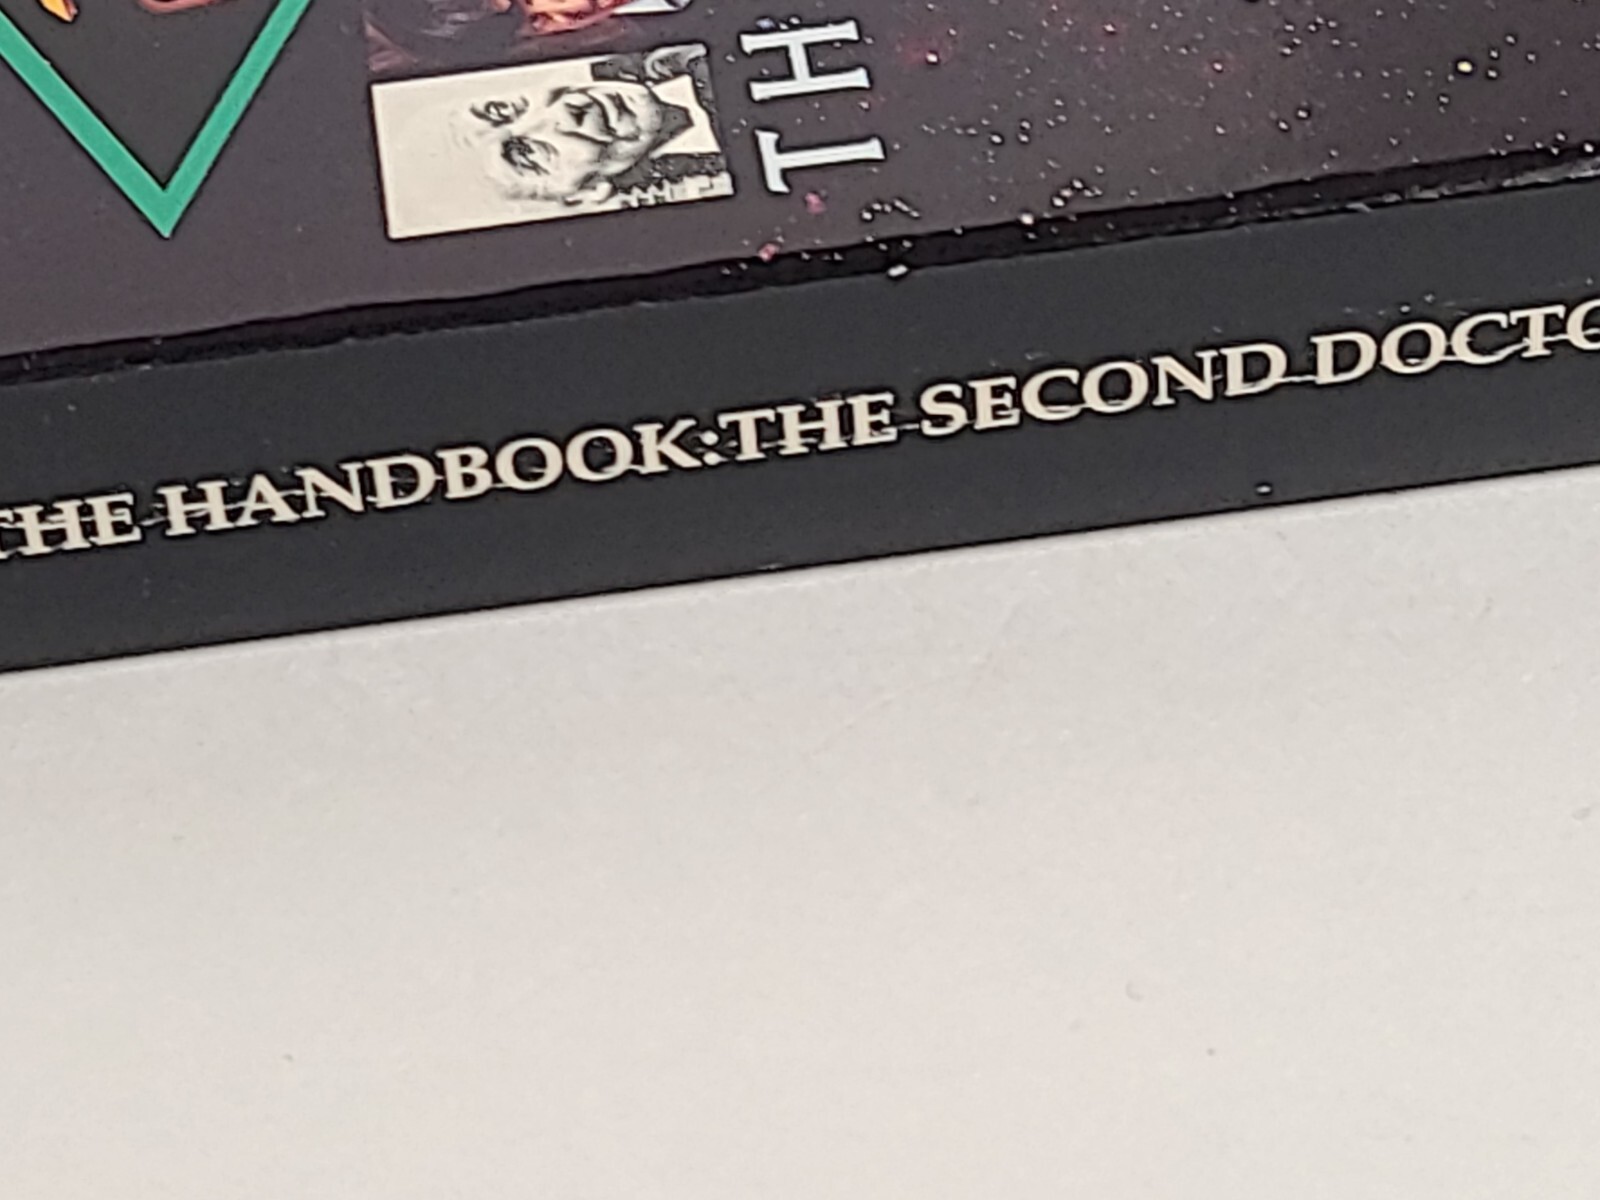 TH
THE HANDBOOK:THE SECOND DOCTO